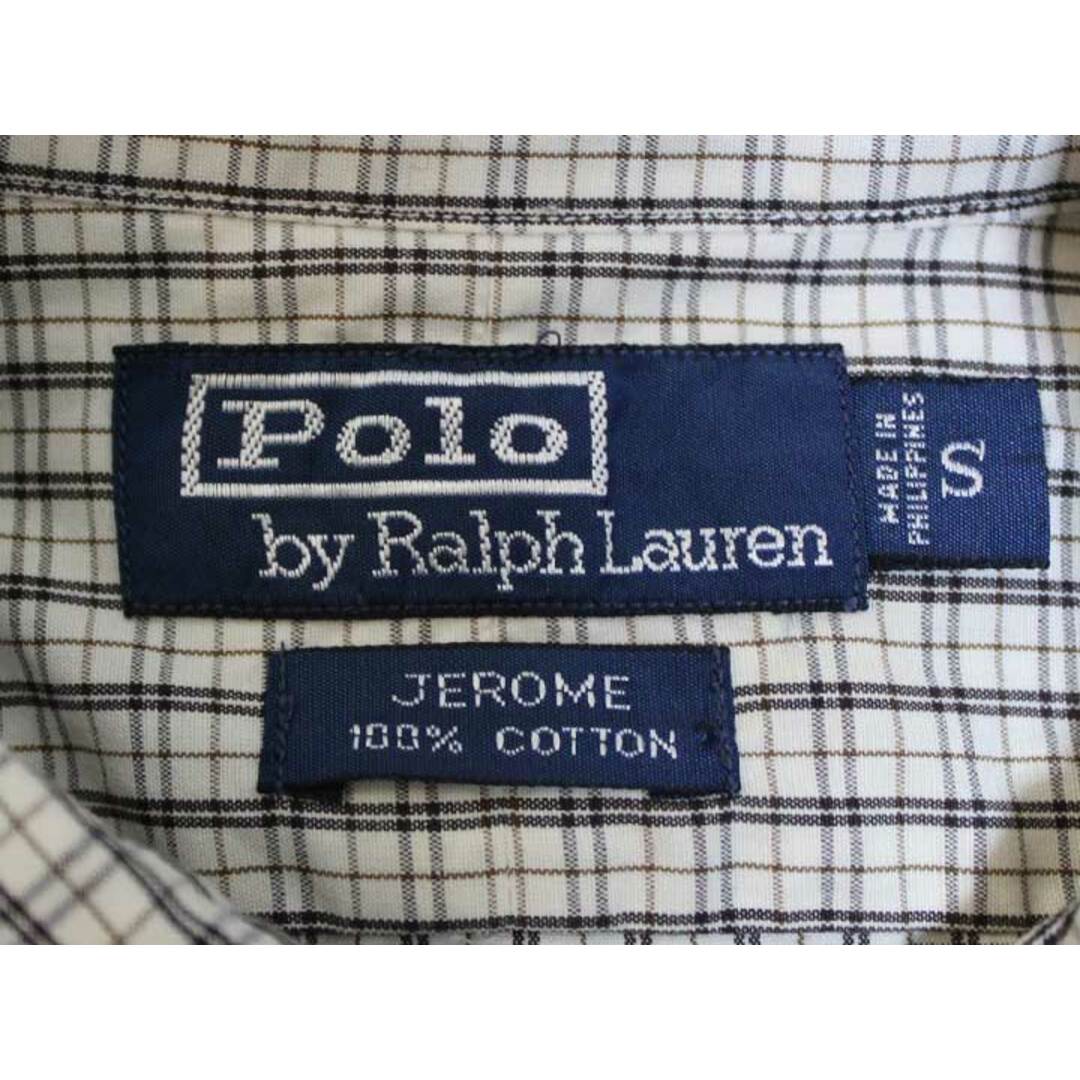 Polo
by Ralph Lauren
MADE IN
PHILIPPINES
S
JEROME
100% COTTON